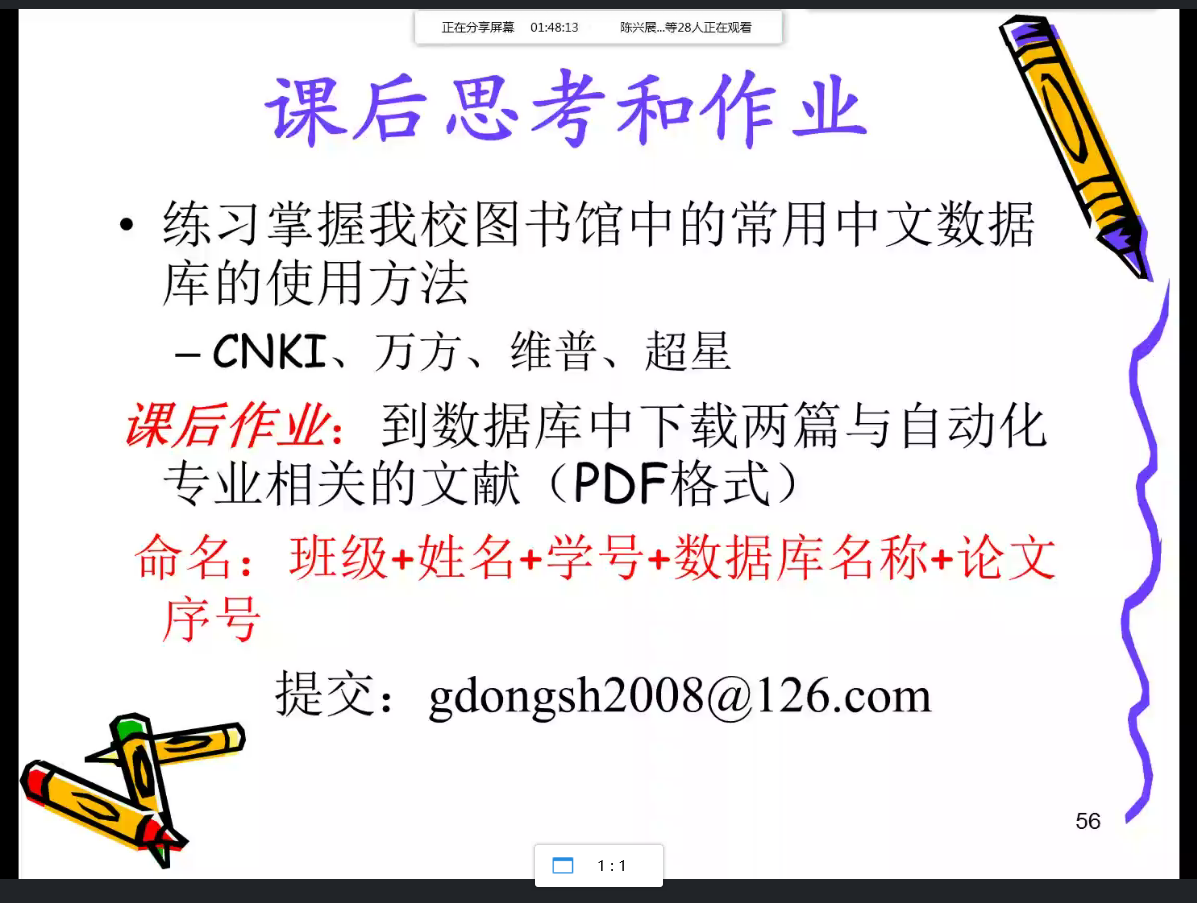 正在分享屏幕 01:48:13 陈兴展...等28人正在观看
课后思考和作业
• 练习掌握我校图书馆中的常用中文数据
库的使用方法
– CNKI、万方、维普、超星
课后作业：到数据库中下载两篇与自动化
专业相关的文献（PDF格式）
命名：班级+姓名+学号+数据库名称+论文
序号
提交：gdongsh2008@126.com
56
1 : 1